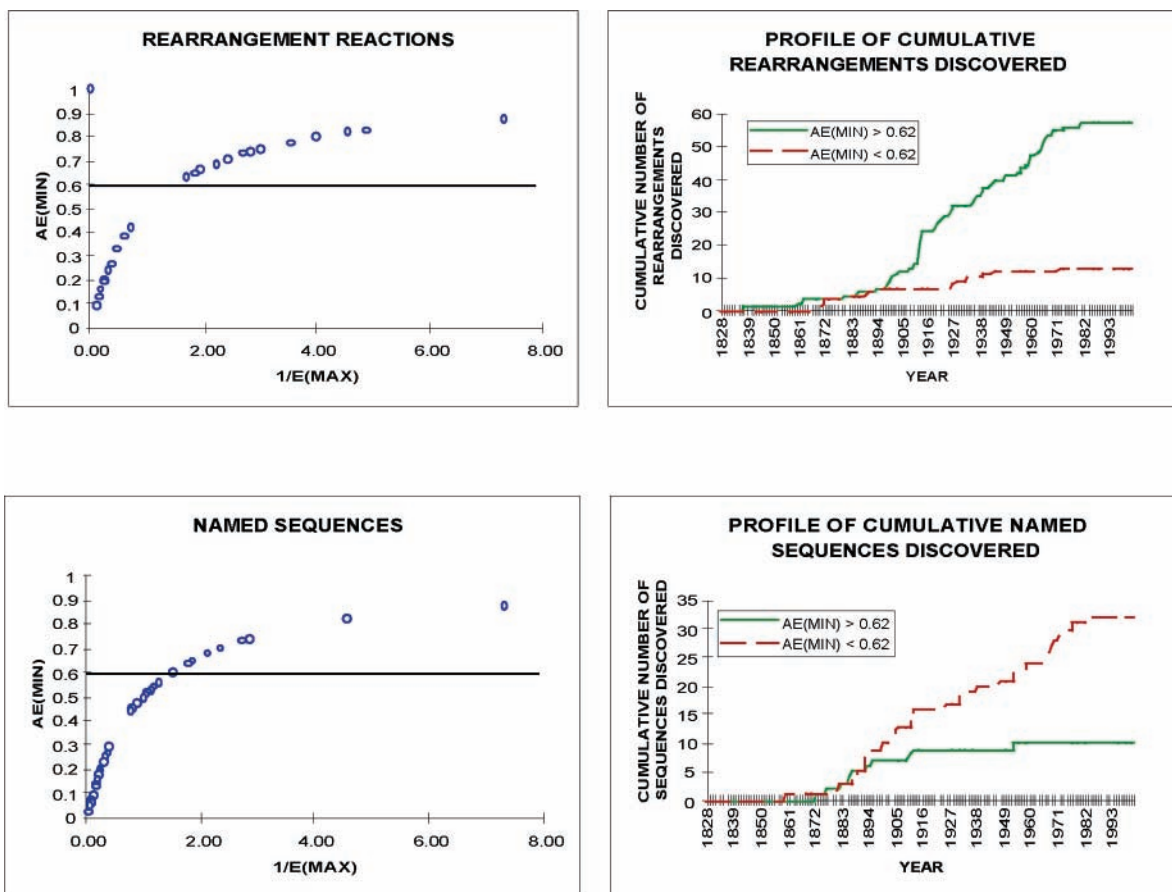 REARRANGEMENT REACTIONS
AE(MIN)
1
0.9
0.8
0.7
0.6
0.5
0.4
0.3
0.2
0.1
0
0.00 2.00 4.00 6.00 8.00
1/E(MAX)
PROFILE OF CUMULATIVE
REARRANGEMENTS DISCOVERED
CUMULATIVE NUMBER OF
REARRANGEMENTS
DISCOVERED
60
50
40
30
20
10
0
AE(MIN) > 0.62
AE(MIN) < 0.62
1828 1839 1850 1861 1872 1883 1894 1905 1916 1927 1938 1949 1960 1971 1982 1993
YEAR
NAMED SEQUENCES
AE(MIN)
1
0.9
0.8
0.7
0.6
0.5
0.4
0.3
0.2
0.1
0
0.00 2.00 4.00 6.00 8.00
1/E(MAX)
PROFILE OF CUMULATIVE NAMED
SEQUENCES DISCOVERED
CUMULATIVE NUMBER OF
SEQUENCES DISCOVERED
35
30
25
20
15
10
5
0
AE(MIN) > 0.62
AE(MIN) < 0.62
1828 1839 1850 1861 1872 1883 1894 1905 1916 1927 1938 1949 1960 1971 1982 1993
YEAR